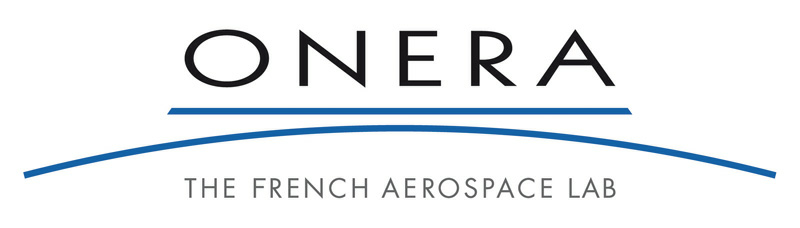 ONERA
THE FRENCH AEROSPACE LAB